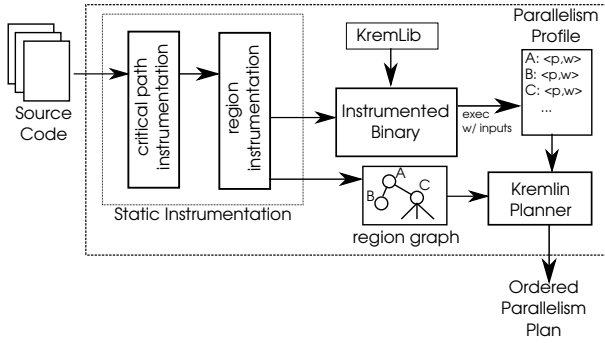 Parallelism
Profile
KremLib
A: <p,w>
B: <p,w>
C: <p,w>
...
Source
Code
critical path
instrumentation
region
instrumentation
Instrumented
Binary
exec
w/ inputs
Static Instrumentation
A
B
C
region graph
Kremlin
Planner
Ordered
Parallelism
Plan